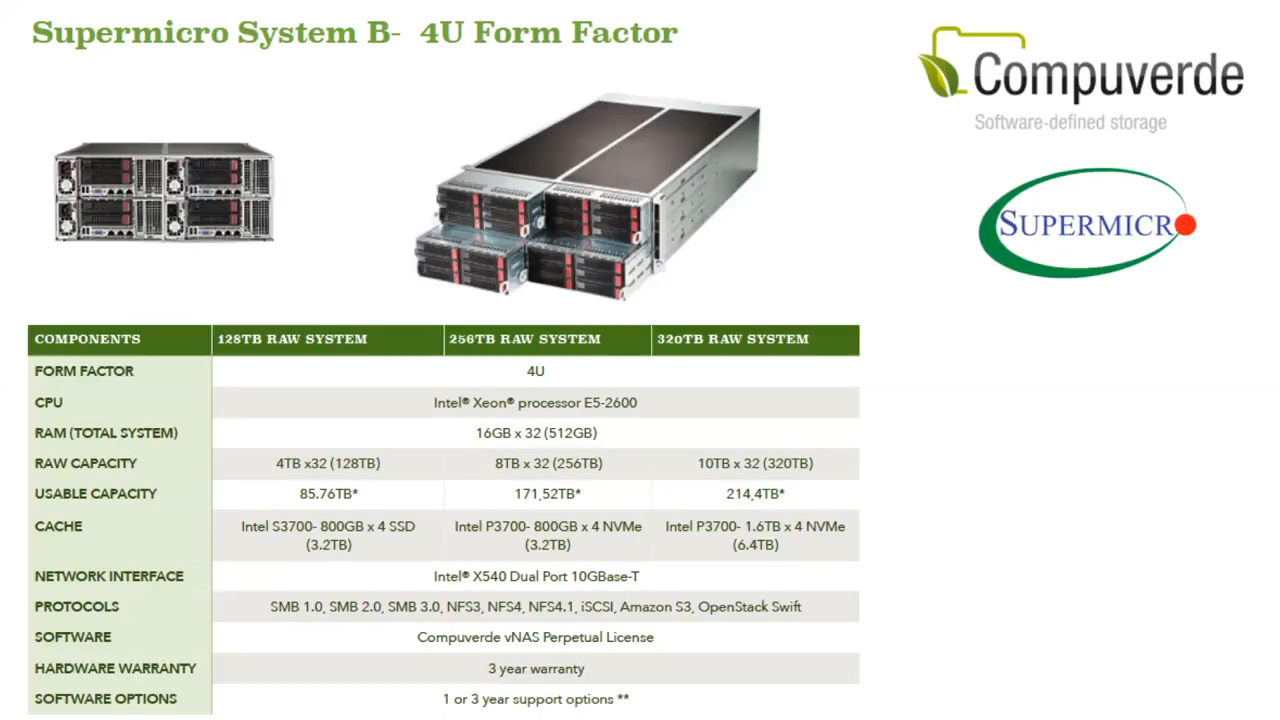 Supermicro System B- 4U Form Factor
Compuverde
Software-defined storage
SUPERMICR
COMPONENTS 128TB RAW SYSTEM 256TB RAW SYSTEM 320TB RAW SYSTEM
FORM FACTOR 4U
CPU Intel® Xeon® processor E5-2600
RAM (TOTAL SYSTEM) 16GB x 32 (512GB)
RAW CAPACITY 4TB x32 (128TB) 8TB x 32 (256TB) 10TB x 32 (320TB)
USABLE CAPACITY 85.76TB* 171,52TB* 214,4TB*
CACHE Intel S3700- 800GB x 4 SSD Intel P3700- 800GB x 4 NVMe Intel P3700- 1.6TB x 4 NVMe
(3.2TB) (3.2TB) (6.4TB)
NETWORK INTERFACE Intel® X540 Dual Port 10GBase-T
PROTOCOLS SMB 1.0, SMB 2.0, SMB 3.0, NFS3, NFS4, NFS4.1, iSCSI, Amazon S3, OpenStack Swift
SOFTWARE Compuverde vNAS Perpetual License
HARDWARE WARRANTY 3 year warranty
SOFTWARE OPTIONS 1 or 3 year support options **